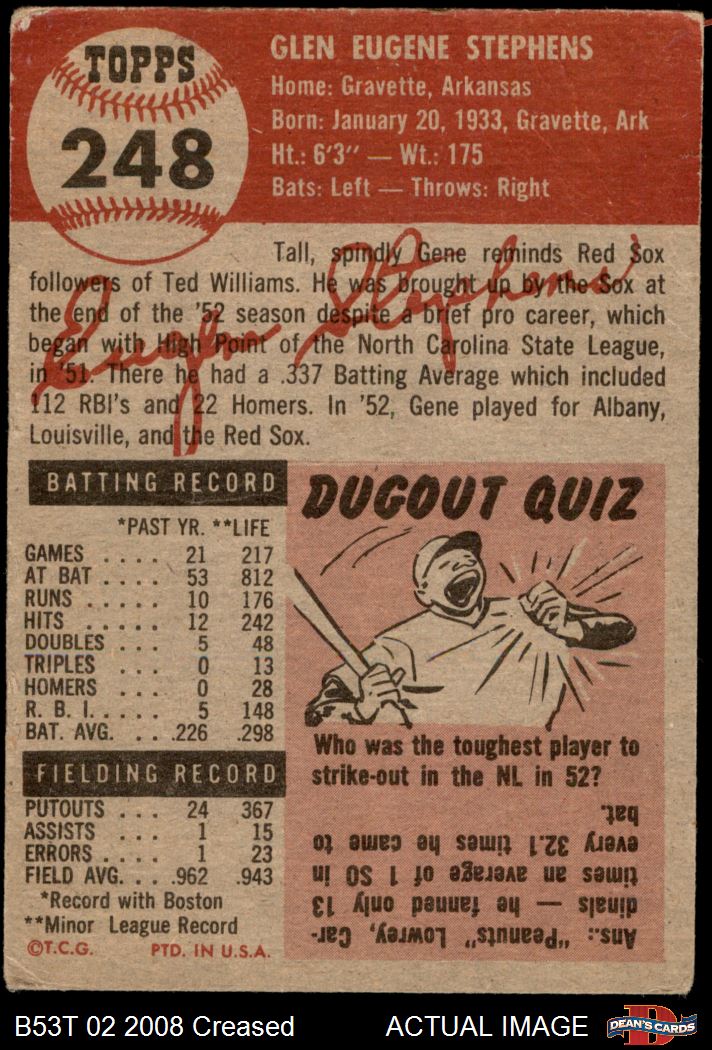 TOPPS
248
GLEN EUGENE STEPHENS
Home: Gravette, Arkansas
Born: January 20, 1933, Gravette, Ark
Ht.: 6'3" — Wt.: 175
Bats: Left — Throws: Right
Tall, spindly Gene reminds Red Sox
followers of Ted Williams. He was brought up by the Sox at
the end of the '52 season despite a brief pro career, which
began with High Point of the North Carolina State League,
in '51. There he had a .337 Batting Average which included
112 RBI's and 22 Homers. In '52, Gene played for Albany,
Louisville, and the Red Sox.
Eugene Stephens
BATTING RECORD
*PAST YR. **LIFE
GAMES .... 21 217
AT BAT .... 53 812
RUNS ..... 10 176
HITS ..... 12 242
DOUBLES ... 5 48
TRIPLES ... 0 13
HOMERS ... 0 28
R. B. I. .... 5 148
BAT. AVG. ... .226 .298
FIELDING RECORD
PUTOUTS ... 24 367
ASSISTS ... 1 15
ERRORS .... 1 23
FIELD AVG. ... .962 .943
*Record with Boston
**Minor League Record
©T.C.G. PTD. IN U.S.A.
DUGOUT QUIZ
Who was the toughest player to
strike-out in the NL in 52?
Ans.: "Peanuts" Lowrey, Car-
dinals — he fanned only 13
times an average of 1 SO in
every 32.1 times he came to
bat.
B53T 02 2008 Creased
ACTUAL IMAGE
D
DEAN'S CARDS